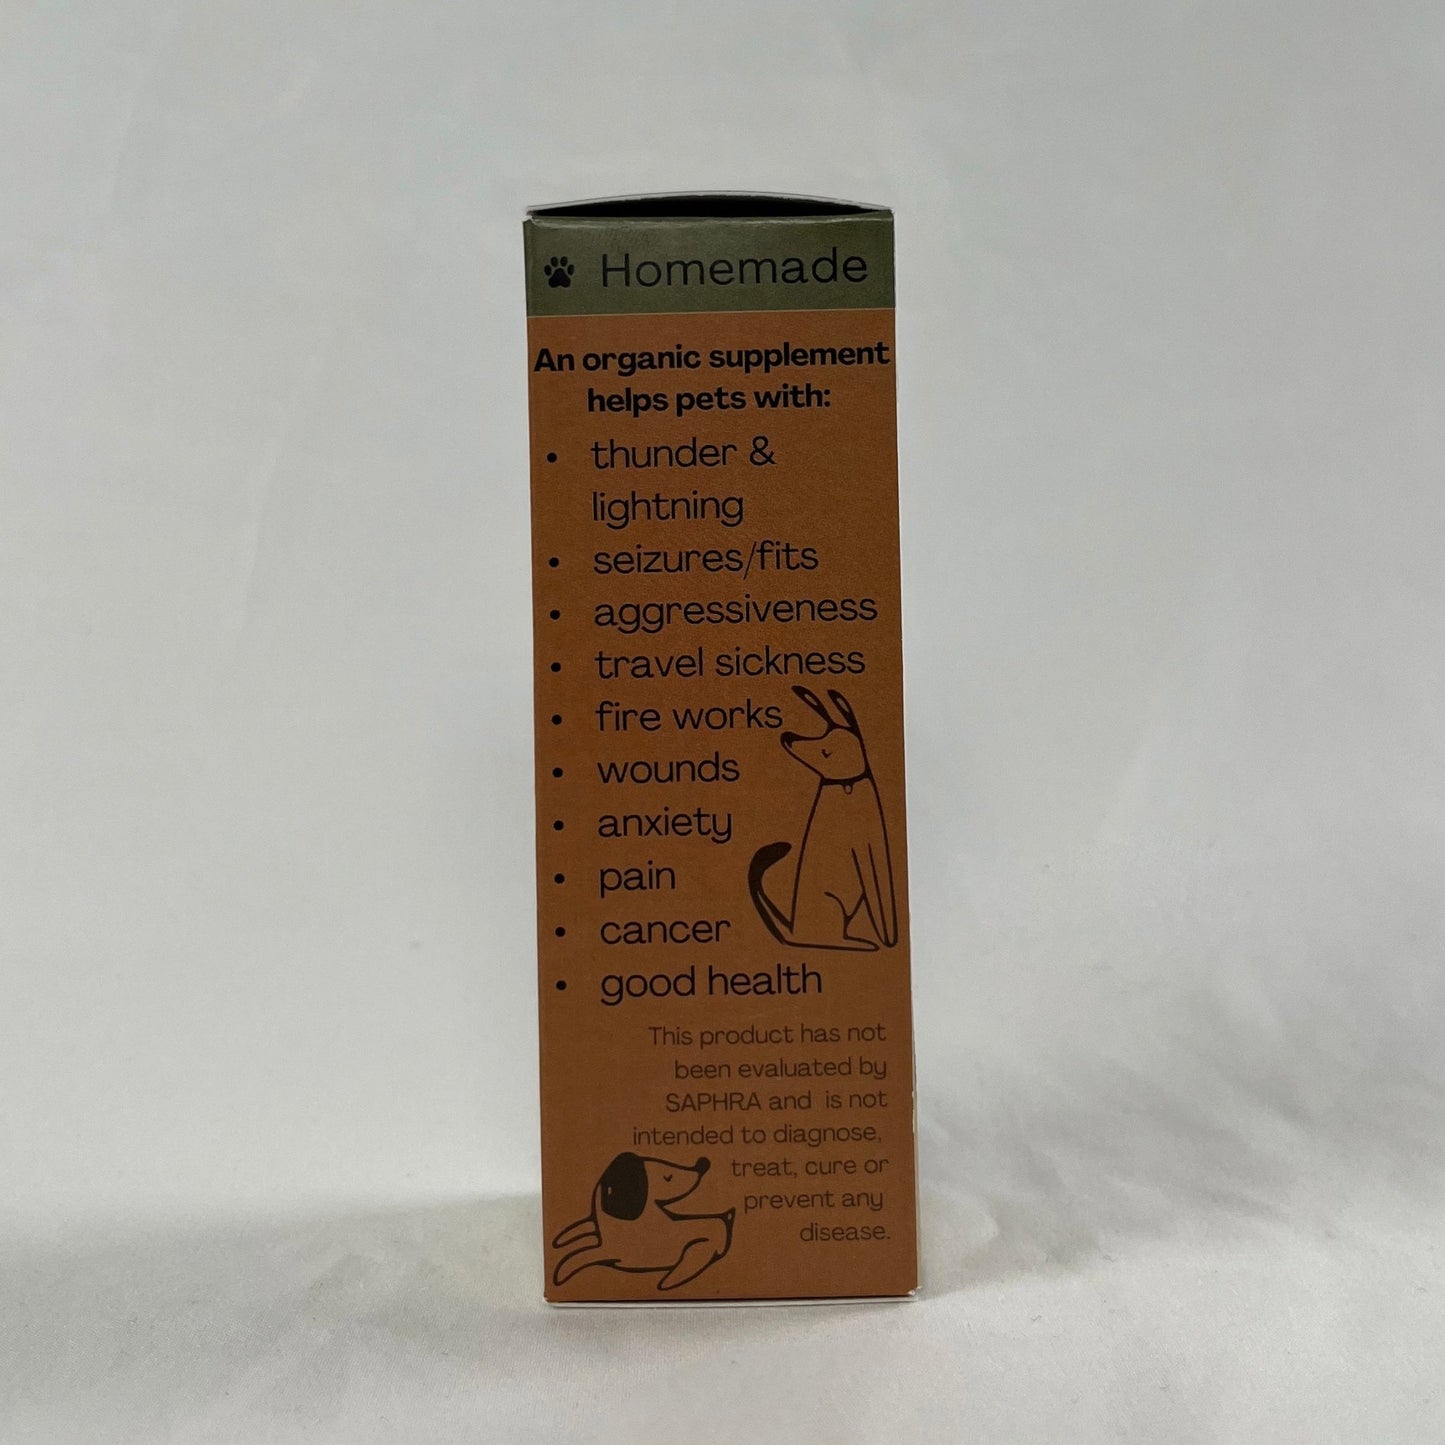 Homemade
An organic supplement
helps pets with:
• thunder &
lightning
• seizures/fits
• aggressiveness
• travel sickness
• fire works
• wounds
• anxiety
• pain
• cancer
• good health
This product has not
been evaluated by
SAPHRA and is not
intended to diagnose,
treat, cure or
prevent any
disease.